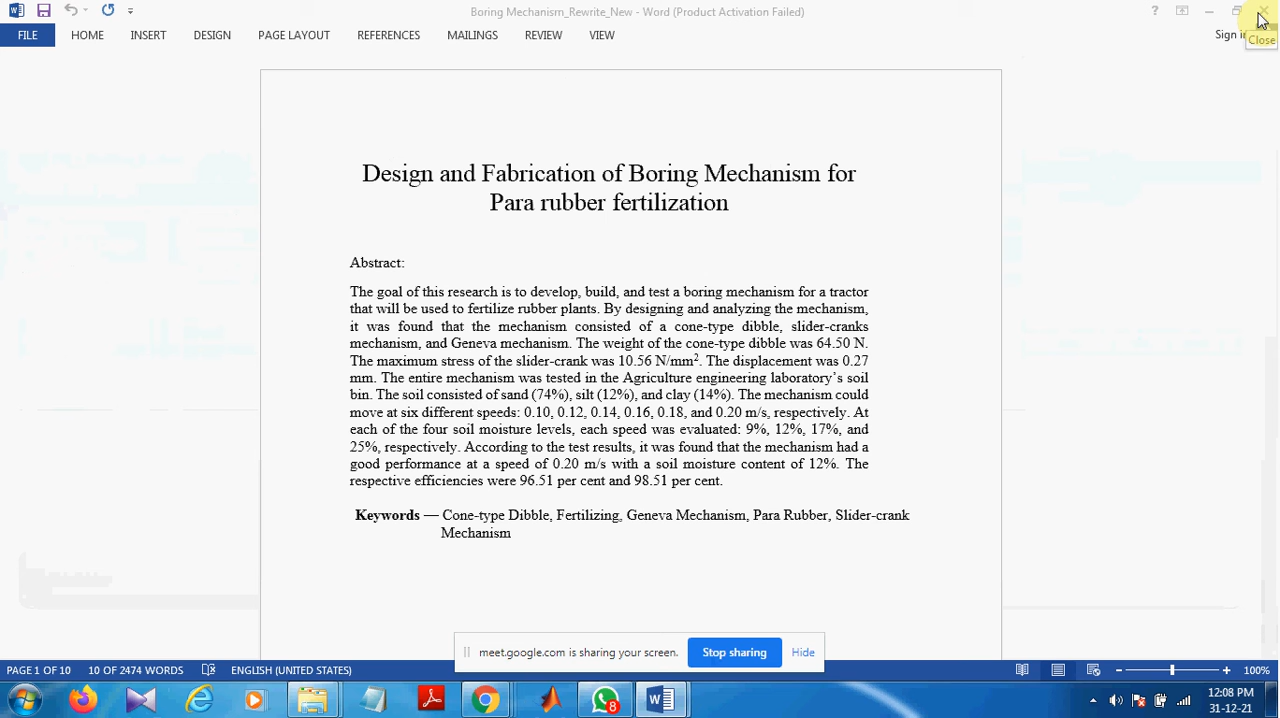 Boring Mechanism_Rewrite_New - Word (Product Activation Failed)
?
FILE HOME INSERT DESIGN PAGE LAYOUT REFERENCES MAILINGS REVIEW VIEW Sign in
Close
Design and Fabrication of Boring Mechanism for
Para rubber fertilization
Abstract:
The goal of this research is to develop, build, and test a boring mechanism for a tractor
that will be used to fertilize rubber plants. By designing and analyzing the mechanism,
it was found that the mechanism consisted of a cone-type dibble, slider-cranks
mechanism, and Geneva mechanism. The weight of the cone-type dibble was 64.50 N.
The maximum stress of the slider-crank was 10.56 N/mm². The displacement was 0.27
mm. The entire mechanism was tested in the Agriculture engineering laboratory's soil
bin. The soil consisted of sand (74%), silt (12%), and clay (14%). The mechanism could
move at six different speeds: 0.10, 0.12, 0.14, 0.16, 0.18, and 0.20 m/s, respectively. At
each of the four soil moisture levels, each speed was evaluated: 9%, 12%, 17%, and
25%, respectively. According to the test results, it was found that the mechanism had a
good performance at a speed of 0.20 m/s with a soil moisture content of 12%. The
respective efficiencies were 96.51 per cent and 98.51 per cent.
Keywords — Cone-type Dibble, Fertilizing, Geneva Mechanism, Para Rubber, Slider-crank
Mechanism
meet.google.com is sharing your screen. Stop sharing Hide
PAGE 1 OF 10 10 OF 2474 WORDS ENGLISH (UNITED STATES) 100%
8
12:08 PM
31-12-21